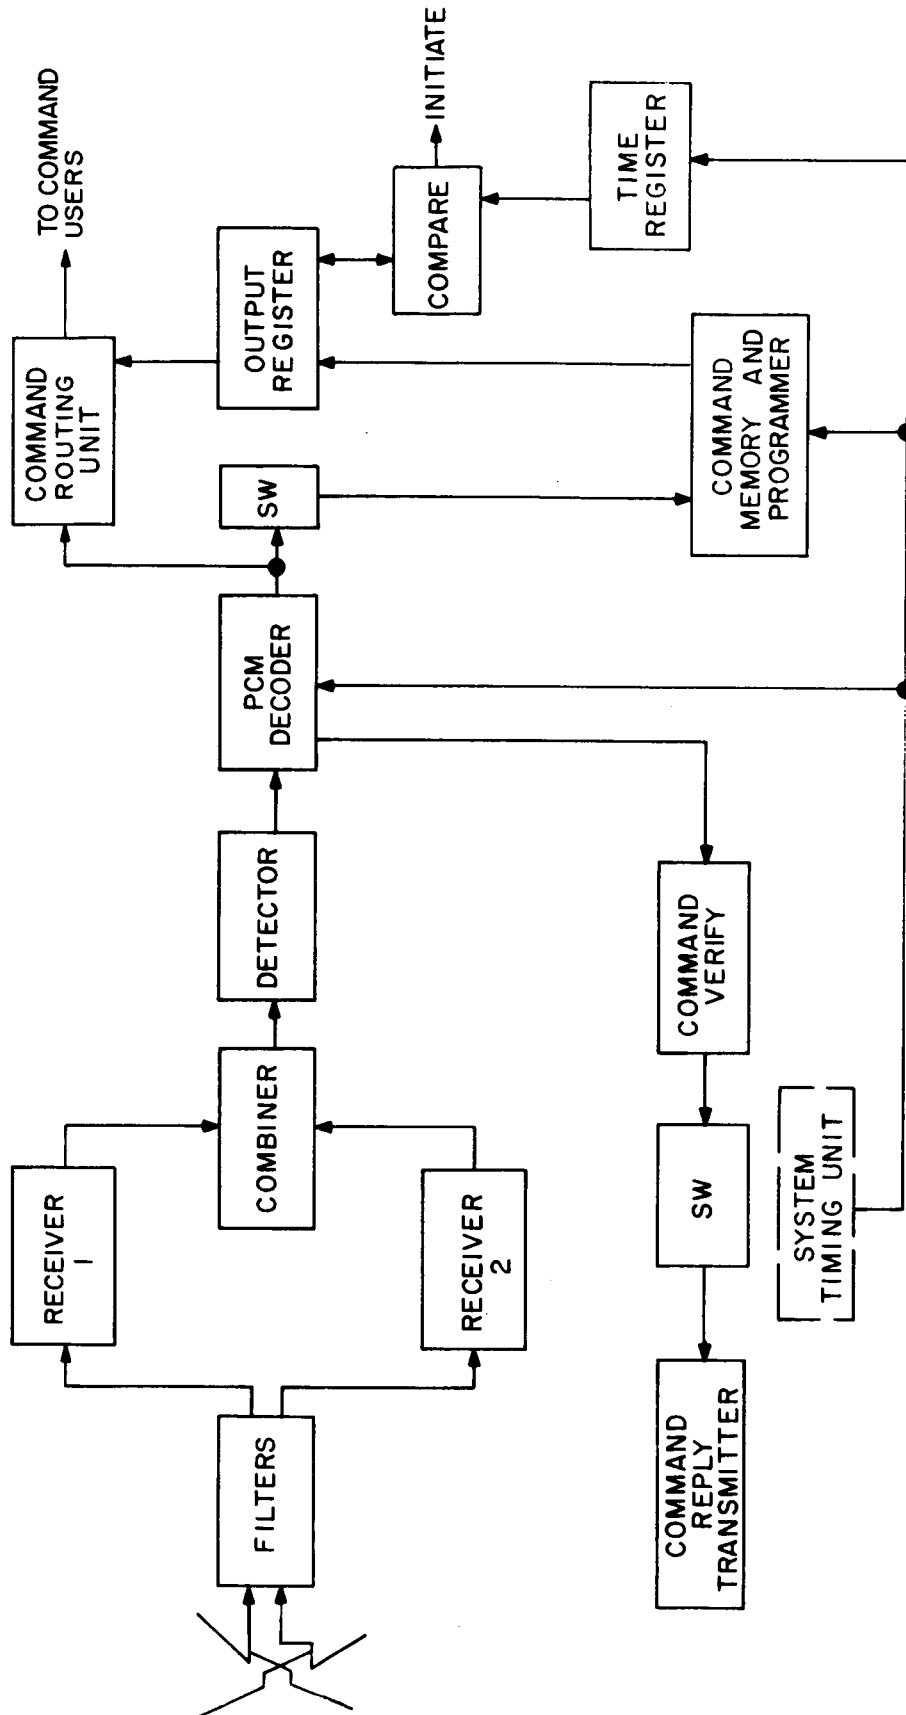 FILTERS
RECEIVER
1
RECEIVER
2
COMBINER
DETECTOR
PCM
DECODER
SW
COMMAND
ROUTING
UNIT
TO COMMAND
USERS
OUTPUT
REGISTER
COMPARE
INITIATE
TIME
REGISTER
COMMAND
MEMORY AND
PROGRAMMER
COMMAND
VERIFY
SW
COMMAND
REPLY
TRANSMITTER
SYSTEM
TIMING UNIT